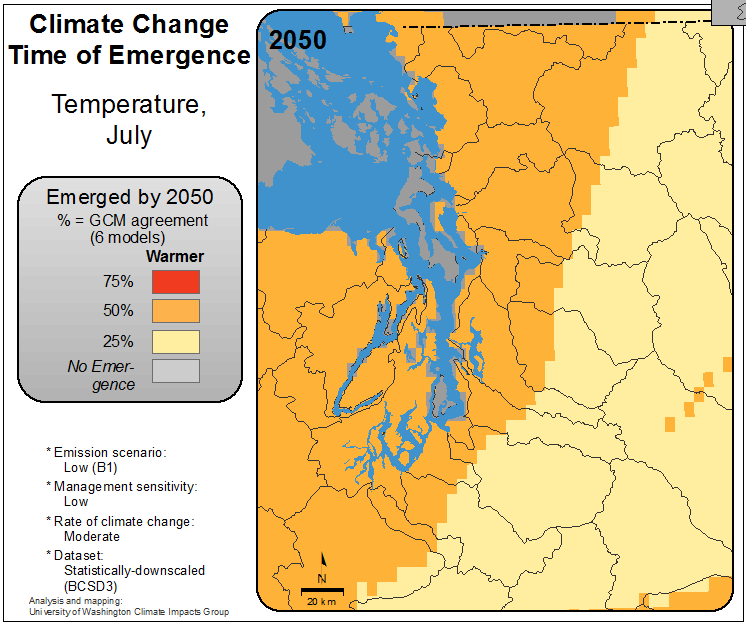 Climate Change
Time of Emergence
Temperature,
July
Emerged by 2050
% = GCM agreement
(6 models)
Warmer
75%
50%
25%
No Emer-
gence
* Emission scenario:
Low (B1)
* Management sensitivity:
Low
* Rate of climate change:
Moderate
* Dataset:
Statistically-downscaled
(BCSD3)
Analysis and mapping:
University of Washington Climate Impacts Group
2050
N
20 km